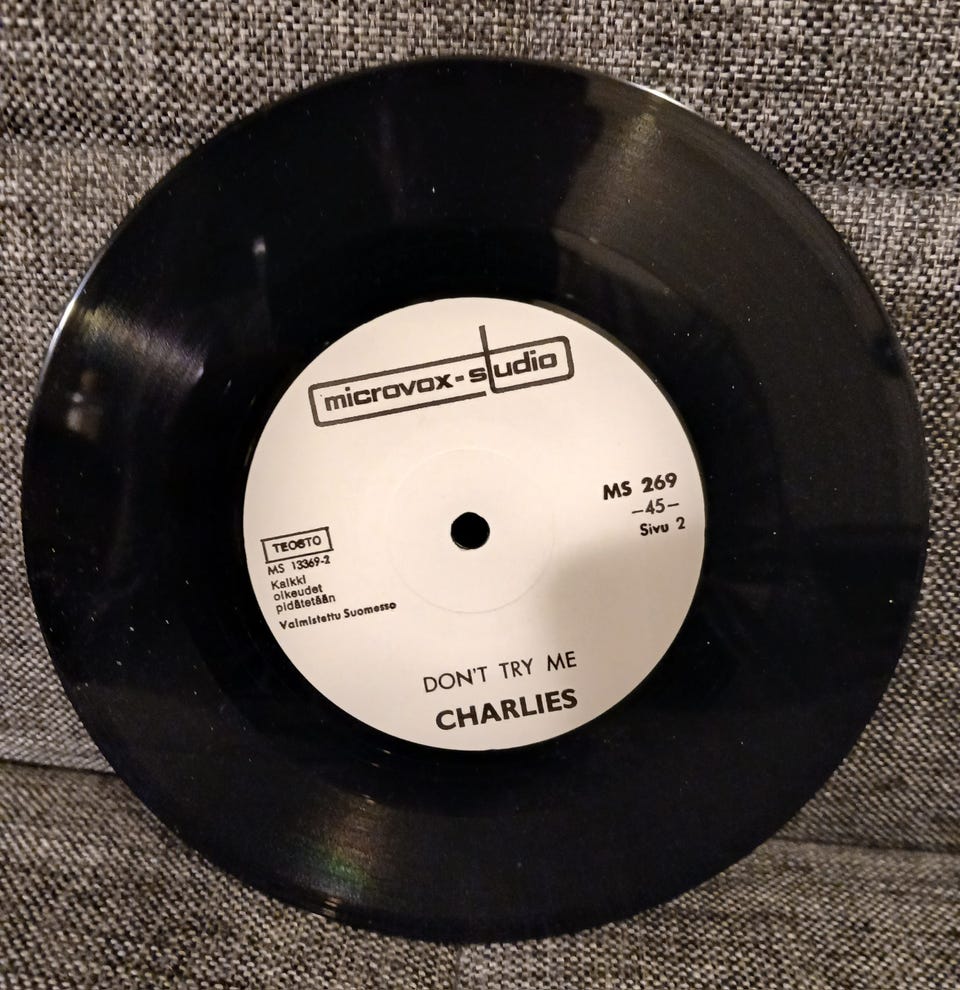 microvox-studio
MS 269
-45-
Sivu 2
TEOSTO
MS 13369-2
Kaikki
oikeudet
pidätetään
Valmistettu Suomessa
DON'T TRY ME
CHARLIES